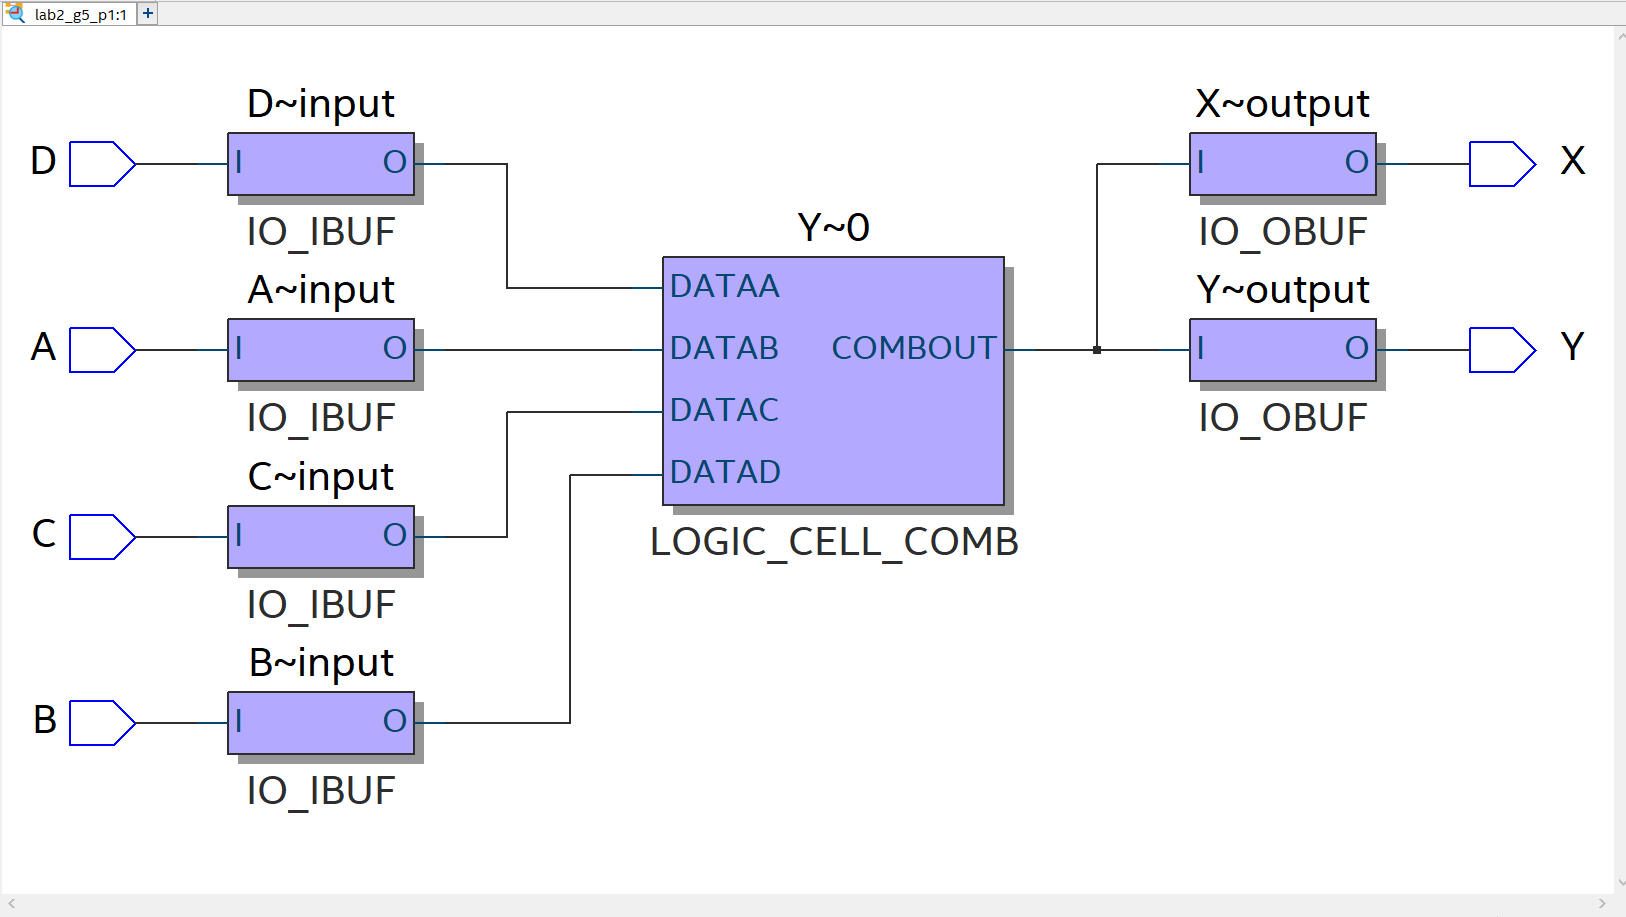 lab2_g5_p1:1
D~input
D
I
O
IO_IBUF
A~input
A
I
O
IO_IBUF
C~input
C
I
O
IO_IBUF
B~input
B
I
O
IO_IBUF
Y~0
DATAA
DATAB
COMBOUT
DATAC
DATAD
LOGIC_CELL_COMB
X~output
I
O
X
IO_OBUF
Y~output
I
O
Y
IO_OBUF